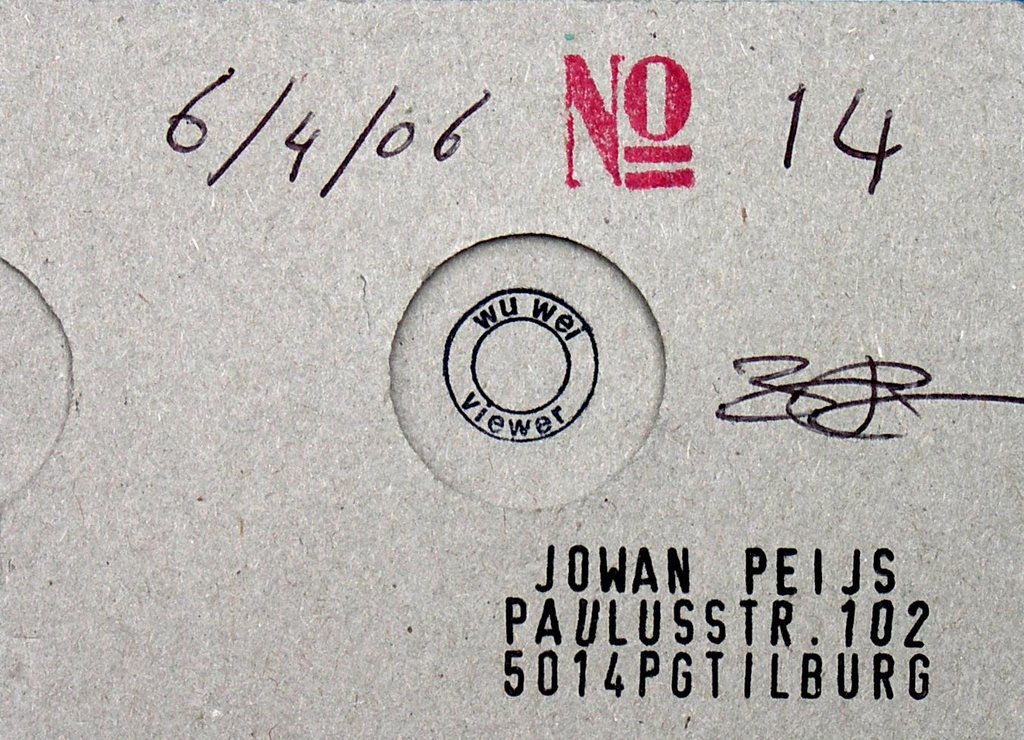 6/4/06 No 14
wu wei
viewer
JOWAN PEIJS
PAULUSSTR.102
5014PGTILBURG